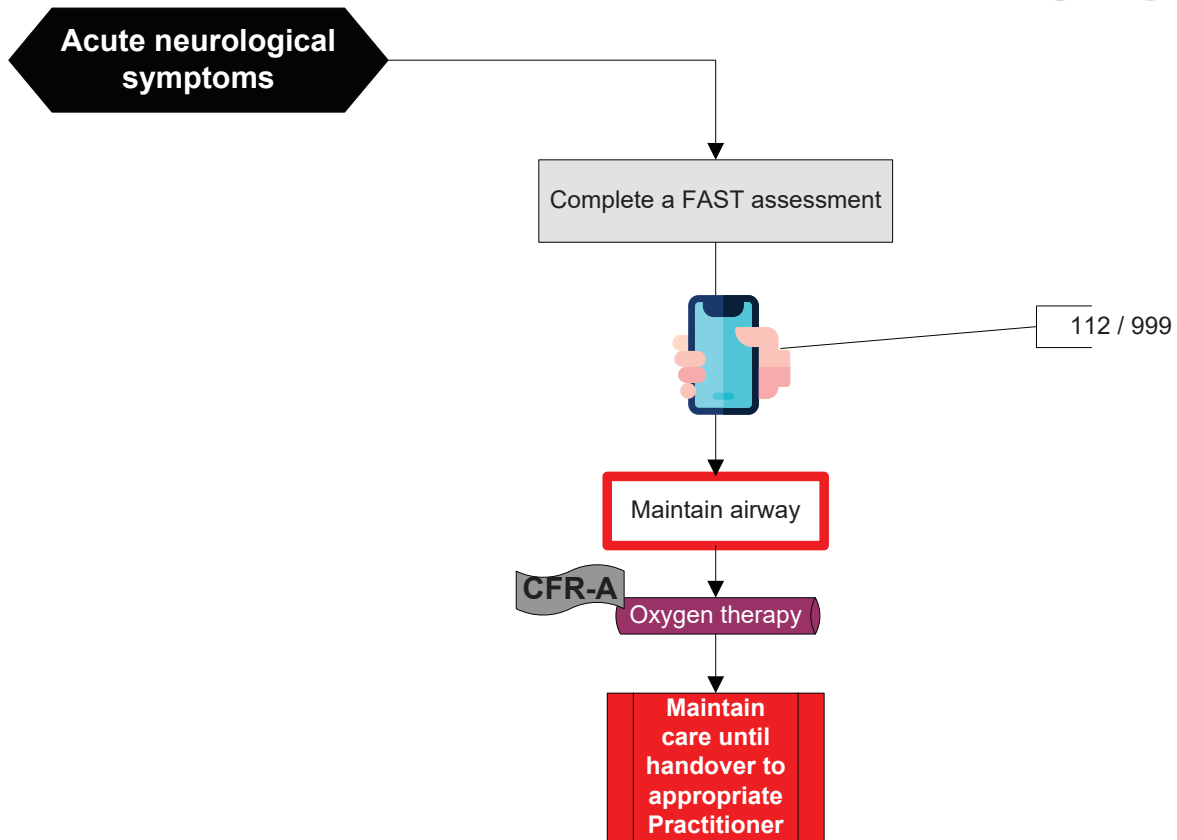 Acute neurological
symptoms
Complete a FAST assessment
112 / 999
Maintain airway
CFR-A
Oxygen therapy
Maintain
care until
handover to
appropriate
Practitioner